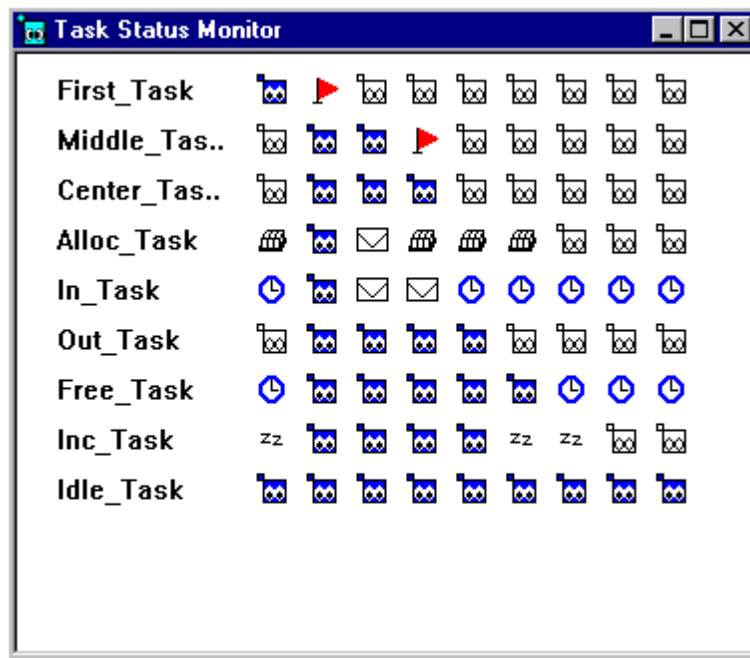 Task Status Monitor
First_Task
Middle_Tas..
Center_Tas..
Alloc_Task
In_Task
Out_Task
Free_Task
Inc_Task zz zz zz
Idle_Task